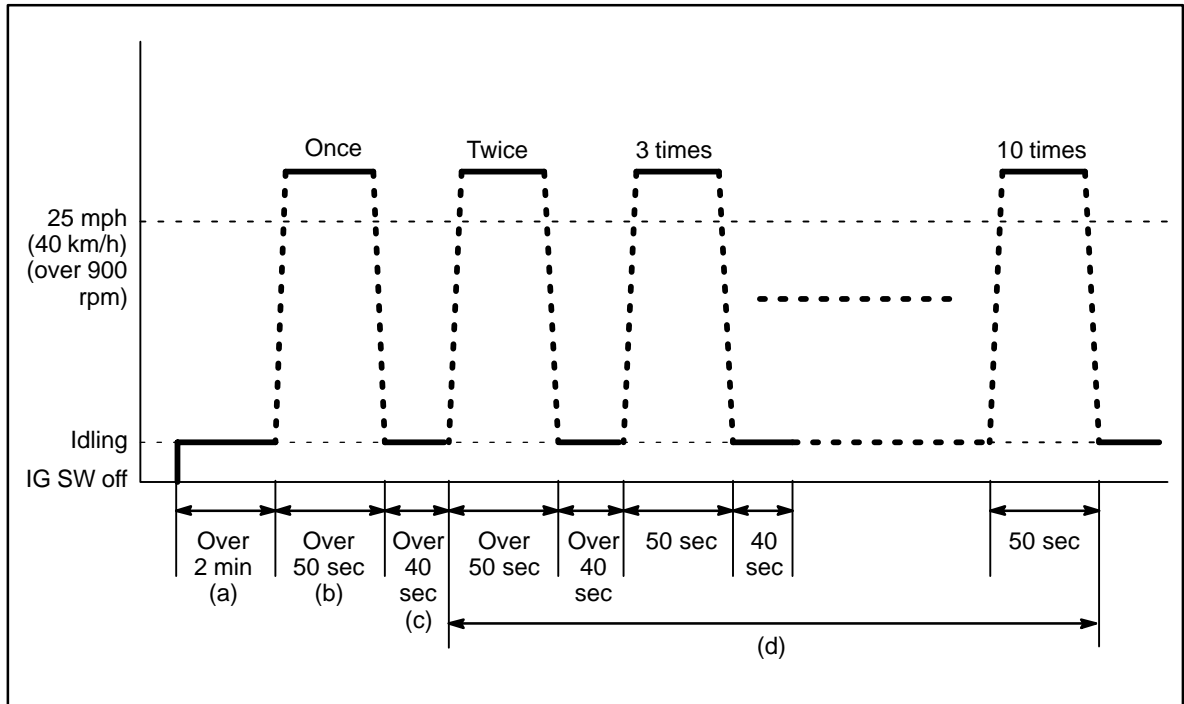 Once
Twice
3 times
10 times
25 mph
(40 km/h)
(over 900
rpm)
Idling
IG SW off
Over
2 min
(a)
Over
50 sec
(b)
Over
40
sec
(c)
Over
50 sec
Over
40
sec
50 sec
40
sec
50 sec
(d)